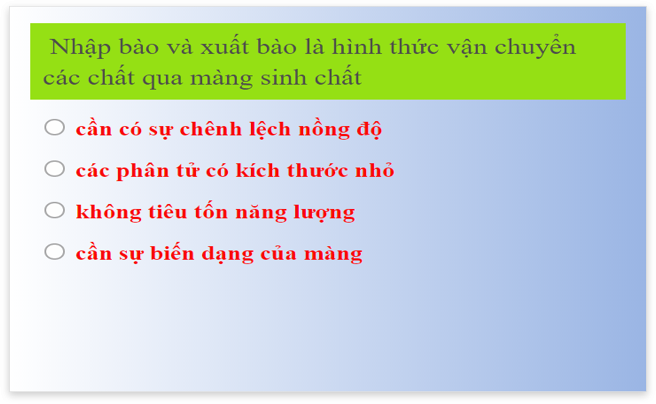 Nhập bào và xuất bào là hình thức vận chuyển
các chất qua màng sinh chất
cần có sự chênh lệch nồng độ
các phân tử có kích thước nhỏ
không tiêu tốn năng lượng
cần sự biến dạng của màng